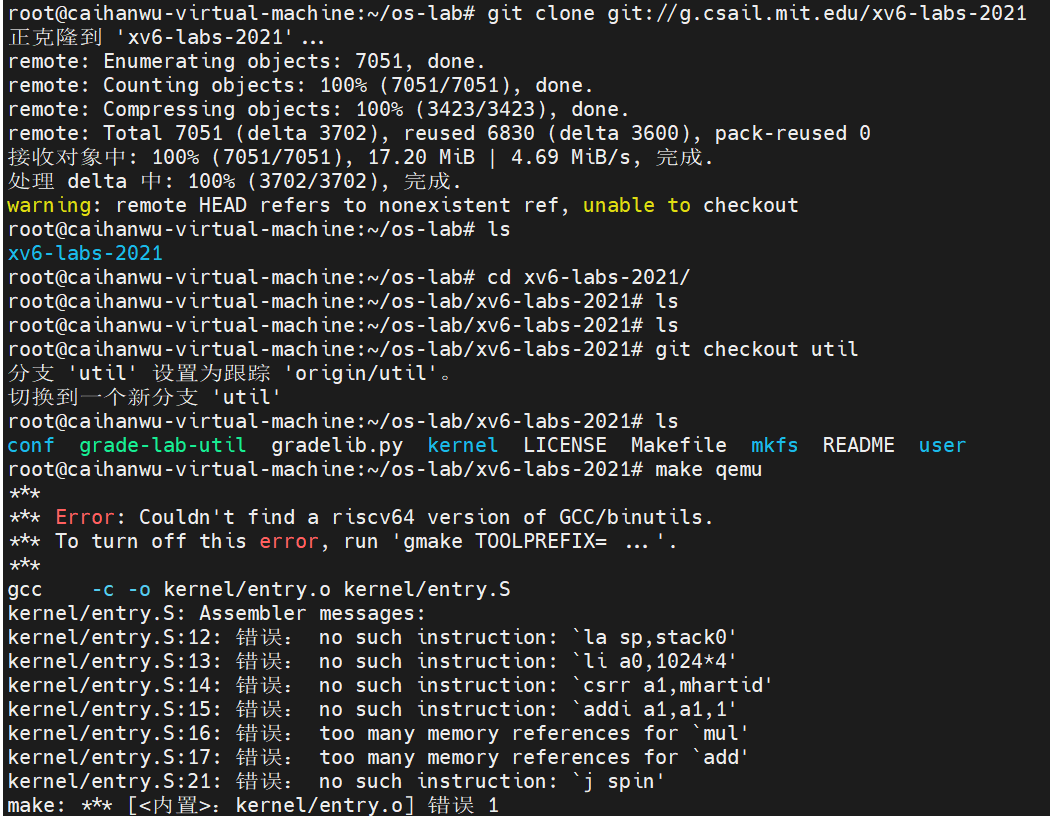 root@caihanwu-virtual-machine:~/os-lab# git clone git://g.csail.mit.edu/xv6-labs-2021
正克隆到 'xv6-labs-2021'...
remote: Enumerating objects: 7051, done.
remote: Counting objects: 100% (7051/7051), done.
remote: Compressing objects: 100% (3423/3423), done.
remote: Total 7051 (delta 3702), reused 6830 (delta 3600), pack-reused 0
接收对象中: 100% (7051/7051), 17.20 MiB | 4.69 MiB/s, 完成.
处理 delta 中: 100% (3702/3702), 完成.
warning: remote HEAD refers to nonexistent ref, unable to checkout
root@caihanwu-virtual-machine:~/os-lab# ls
xv6-labs-2021
root@caihanwu-virtual-machine:~/os-lab# cd xv6-labs-2021/
root@caihanwu-virtual-machine:~/os-lab/xv6-labs-2021# ls
root@caihanwu-virtual-machine:~/os-lab/xv6-labs-2021# ls
root@caihanwu-virtual-machine:~/os-lab/xv6-labs-2021# git checkout util
分支 'util' 设置为跟踪 'origin/util'。
切换到一个新分支 'util'
root@caihanwu-virtual-machine:~/os-lab/xv6-labs-2021# ls
conf  grade-lab-util  gradelib.py  kernel  LICENSE  Makefile  mkfs  README  user
root@caihanwu-virtual-machine:~/os-lab/xv6-labs-2021# make qemu
***
*** Error: Couldn't find a riscv64 version of GCC/binutils.
*** To turn off this error, run 'gmake TOOLPREFIX= ...'.
***
gcc    -c -o kernel/entry.o kernel/entry.S
kernel/entry.S: Assembler messages:
kernel/entry.S:12: 错误： no such instruction: `la sp,stack0'
kernel/entry.S:13: 错误： no such instruction: `li a0,1024*4'
kernel/entry.S:14: 错误： no such instruction: `csrr a1,mhartid'
kernel/entry.S:15: 错误： no such instruction: `addi a1,a1,1'
kernel/entry.S:16: 错误： too many memory references for `mul'
kernel/entry.S:17: 错误： too many memory references for `add'
kernel/entry.S:21: 错误： no such instruction: `j spin'
make: *** [<内置>：kernel/entry.o] 错误 1